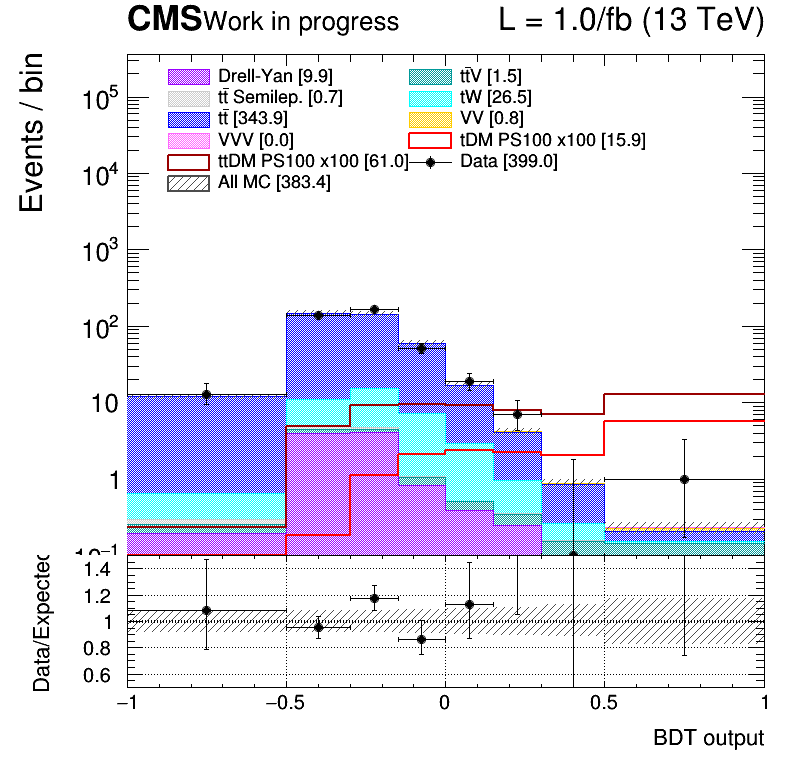 CMS Work in progress L = 1.0/fb (13 TeV)
Events / bin
Drell-Yan [9.9] tt̄V [1.5]
tt̄ Semilep. [0.7] tW [26.5]
tt̄ [343.9] VV [0.8]
VVV [0.0] tDM PS100 x100 [15.9]
ttDM PS100 x100 [61.0] Data [399.0]
All MC [383.4]
10⁵
10⁴
10³
10²
10
1
10⁻¹
Data/Expected
1.4
1.2
1
0.8
0.6
−1 −0.5 0 0.5 1
BDT output